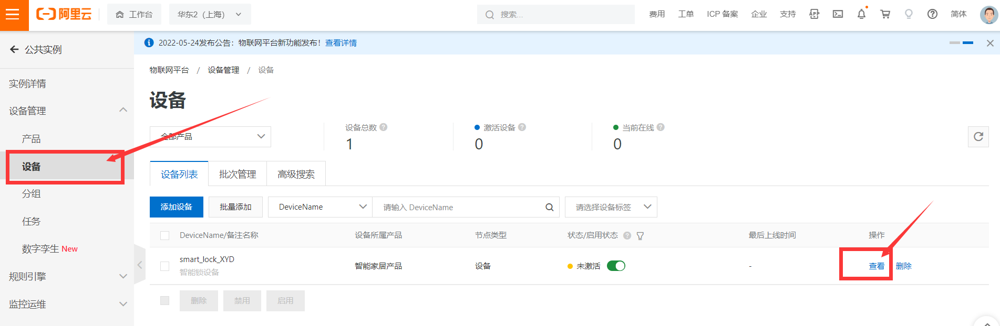 阿里云 工作台 华东2（上海） 搜索... 费用 工单 ICP 备案 企业 支持 APP 简体
公共实例
2022-05-24发布公告：物联网平台新功能发布！查看详情
实例详情
设备管理
产品
设备
分组
任务
数字孪生 New
规则引擎
监控运维
物联网平台 / 设备管理 / 设备
设备
全部产品
设备总数
1
激活设备
0
当前在线
0
设备列表 批次管理 高级搜索
添加设备 批量添加 DeviceName 请输入 DeviceName 请选择设备标签
DeviceName/备注名称 设备所属产品 节点类型 状态/启用状态 最后上线时间 操作
smart_lock_XYD
智能锁设备
智能家居产品 设备 未激活 - 查看 删除
删除 禁用 启用